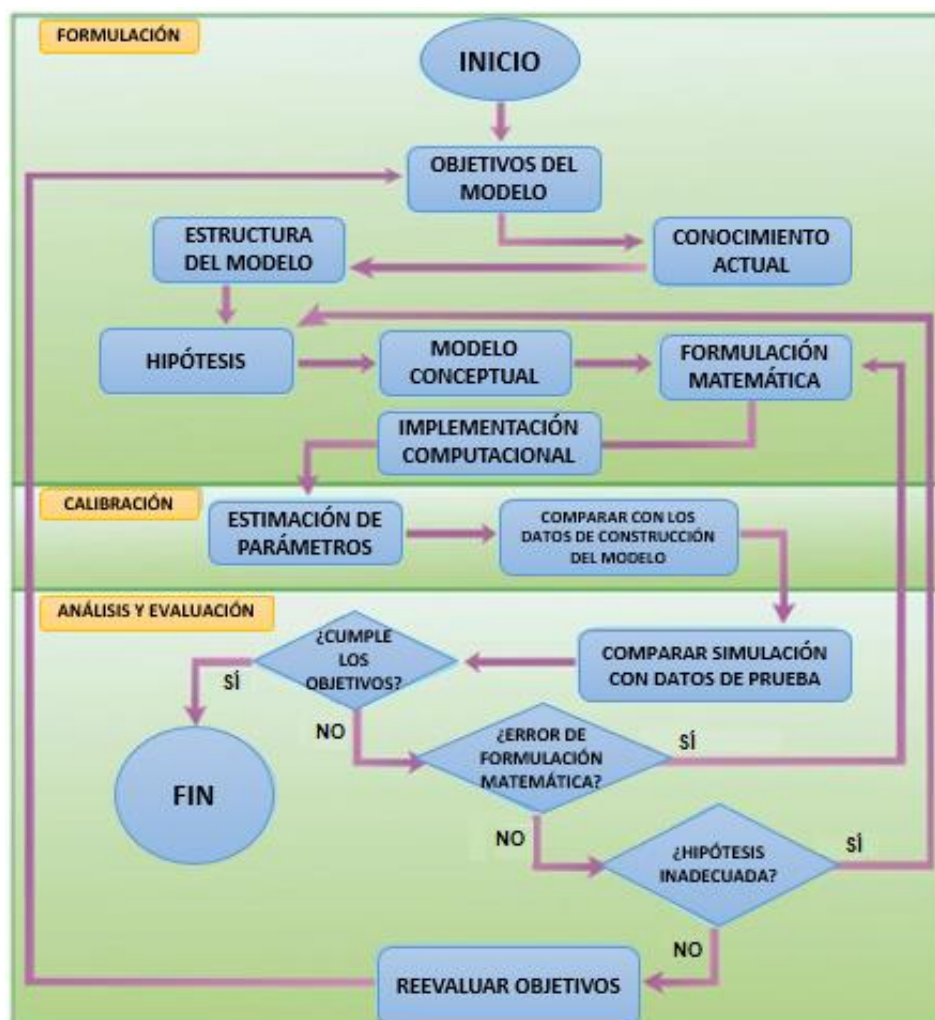 FORMULACIÓN
INICIO
OBJETIVOS DEL
MODELO
ESTRUCTURA
DEL MODELO
CONOCIMIENTO
ACTUAL
HIPÓTESIS
MODELO
CONCEPTUAL
FORMULACIÓN
MATEMÁTICA
IMPLEMENTACIÓN
COMPUTACIONAL
CALIBRACIÓN
ESTIMACIÓN DE
PARÁMETROS
COMPARAR CON LOS
DATOS DE CONSTRUCCIÓN
DEL MODELO
ANÁLISIS Y EVALUACIÓN
COMPARAR SIMULACIÓN
CON DATOS DE PRUEBA
¿CUMPLE
LOS
OBJETIVOS?
SÍ
NO
FIN
¿ERROR DE
FORMULACIÓN
MATEMÁTICA?
SÍ
NO
¿HIPÓTESIS
INADECUADA?
SÍ
NO
REEVALUAR OBJETIVOS